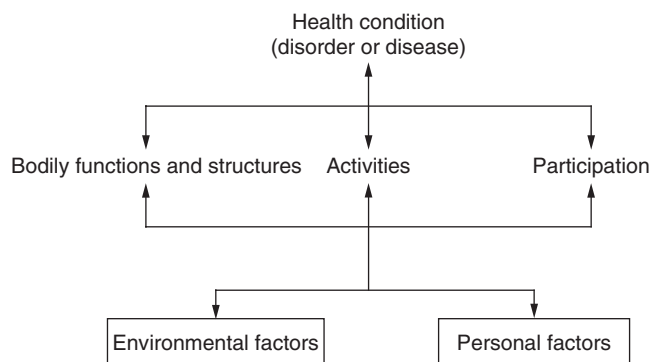 Health condition
(disorder or disease)
Bodily functions and structures Activities Participation
Environmental factors Personal factors